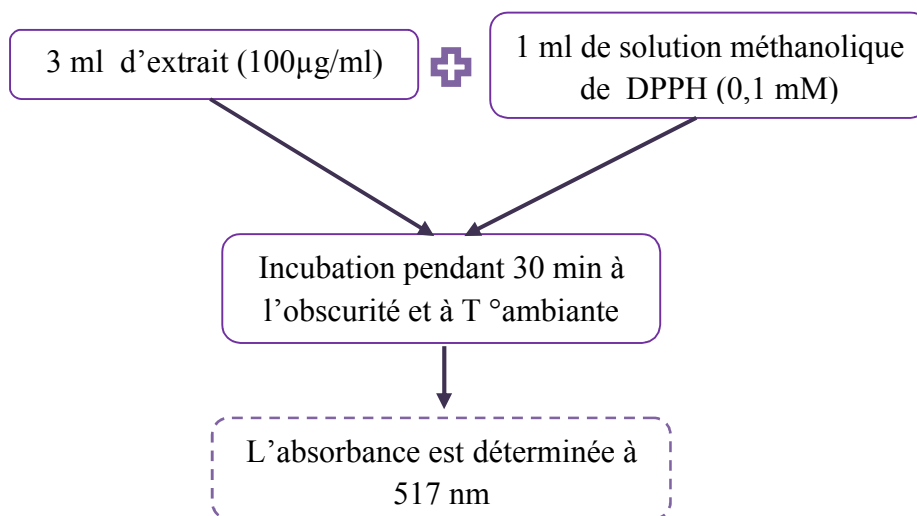 3 ml d’extrait (100µg/ml)
1 ml de solution méthanolique
de DPPH (0,1 mM)
Incubation pendant 30 min à
l’obscurité et à T °ambiante
L’absorbance est déterminée à
517 nm